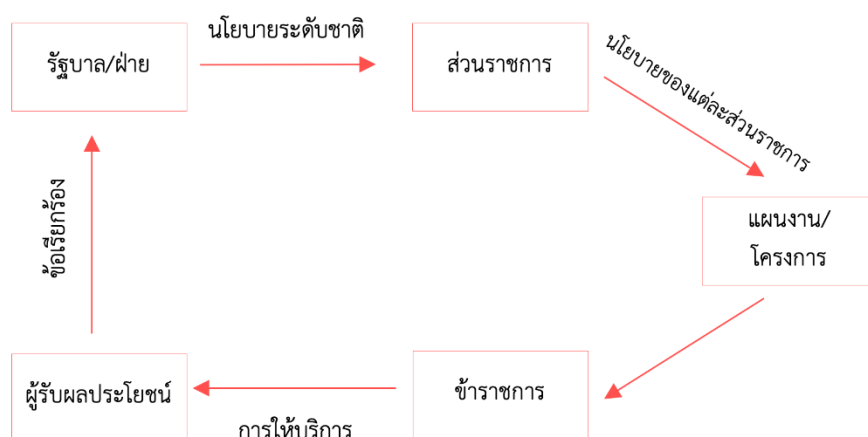 นโยบายระดับชาติ
รัฐบาล/ฝ่าย
ส่วนราชการ
นโยบายของแต่ละส่วนราชการ
แผนงาน/
โครงการ
ข้อเรียกร้อง
ผู้รับผลประโยชน์
ข้าราชการ
การให้บริการ